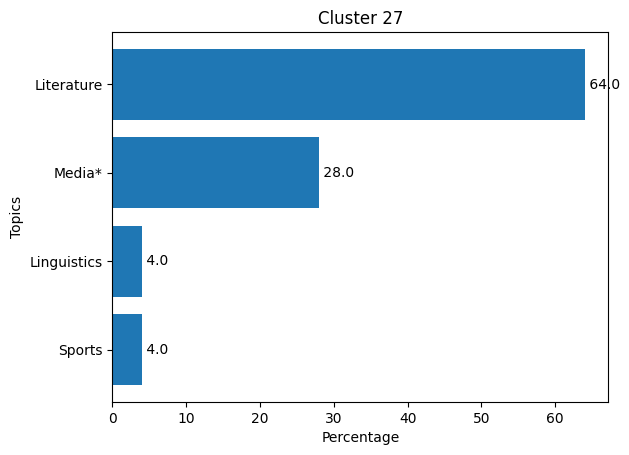 Cluster 27
Topics
Literature
64.0
Media*
28.0
Linguistics
4.0
Sports
4.0
0 10 20 30 40 50 60
Percentage